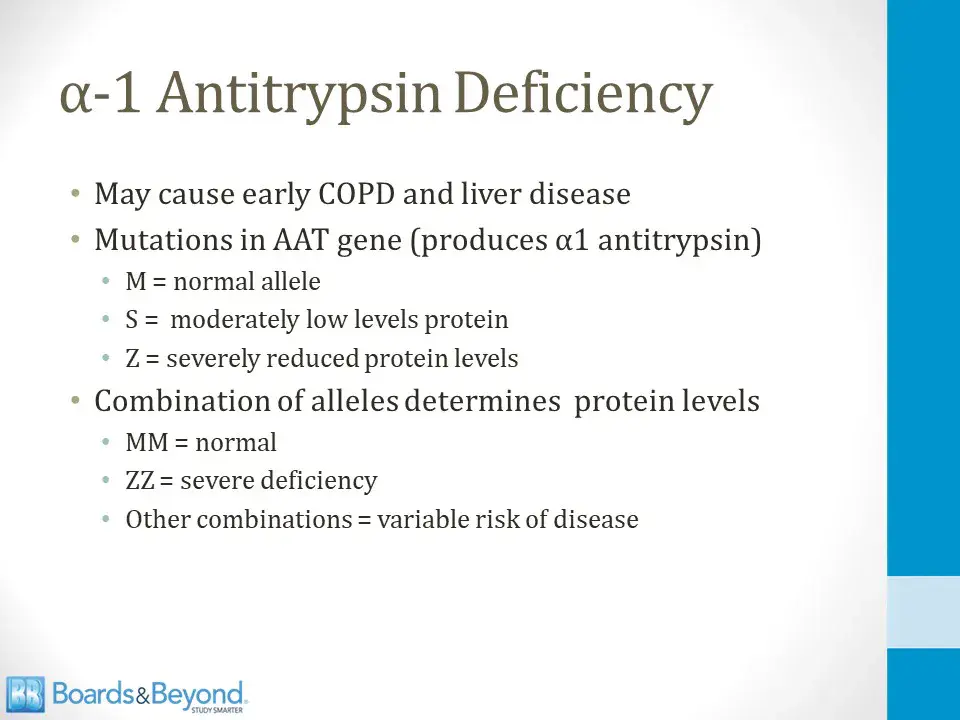 α-1 Antitrypsin Deficiency
• May cause early COPD and liver disease
• Mutations in AAT gene (produces α1 antitrypsin)
• M = normal allele
• S = moderately low levels protein
• Z = severely reduced protein levels
• Combination of alleles determines protein levels
• MM = normal
• ZZ = severe deficiency
• Other combinations = variable risk of disease
BB Boards&Beyond.
STUDY SMARTER